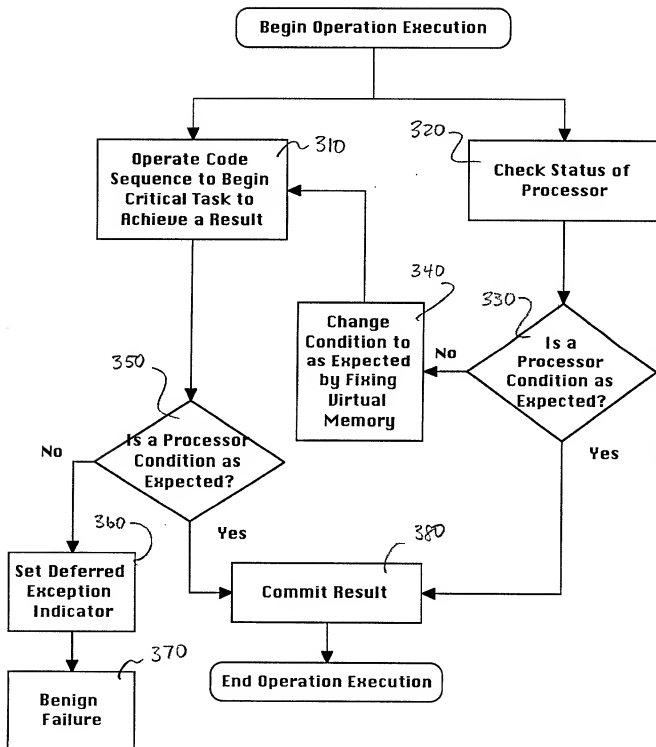 Begin Operation Execution
310
Operate Code
Sequence to Begin
Critical Task to
Achieve a Result
320
Check Status of
Processor
340
Change
Condition to
as Expected
by Fixing
Virtual
Memory
330
Is a
Processor
Condition as
Expected?
No
Yes
350
Is a Processor
Condition as
Expected?
No
Yes
360
Set Deferred
Exception
Indicator
380
Commit Result
370
Benign
Failure
End Operation Execution